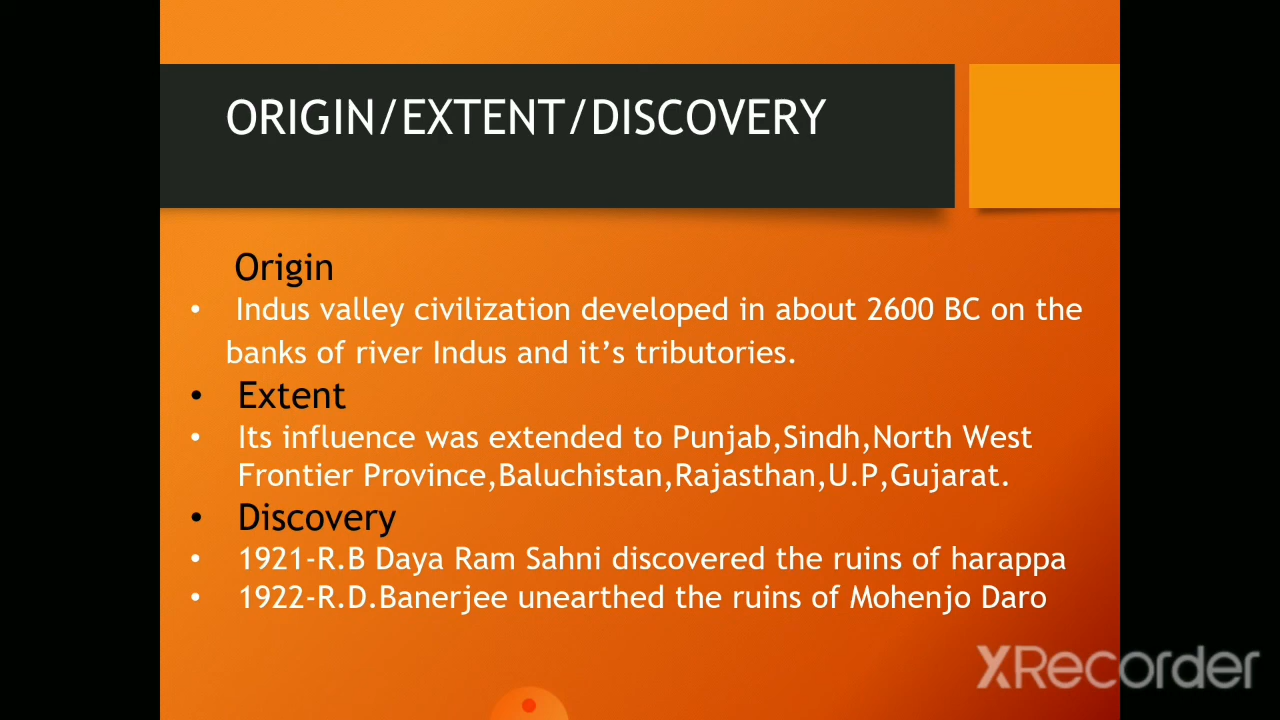 ORIGIN/EXTENT/DISCOVERY
Origin
• Indus valley civilization developed in about 2600 BC on the
banks of river Indus and it’s tributories.
• Extent
• Its influence was extended to Punjab,Sindh,North West
Frontier Province,Baluchistan,Rajasthan,U.P,Gujarat.
• Discovery
• 1921-R.B Daya Ram Sahni discovered the ruins of harappa
• 1922-R.D.Banerjee unearthed the ruins of Mohenjo Daro
XRecorder